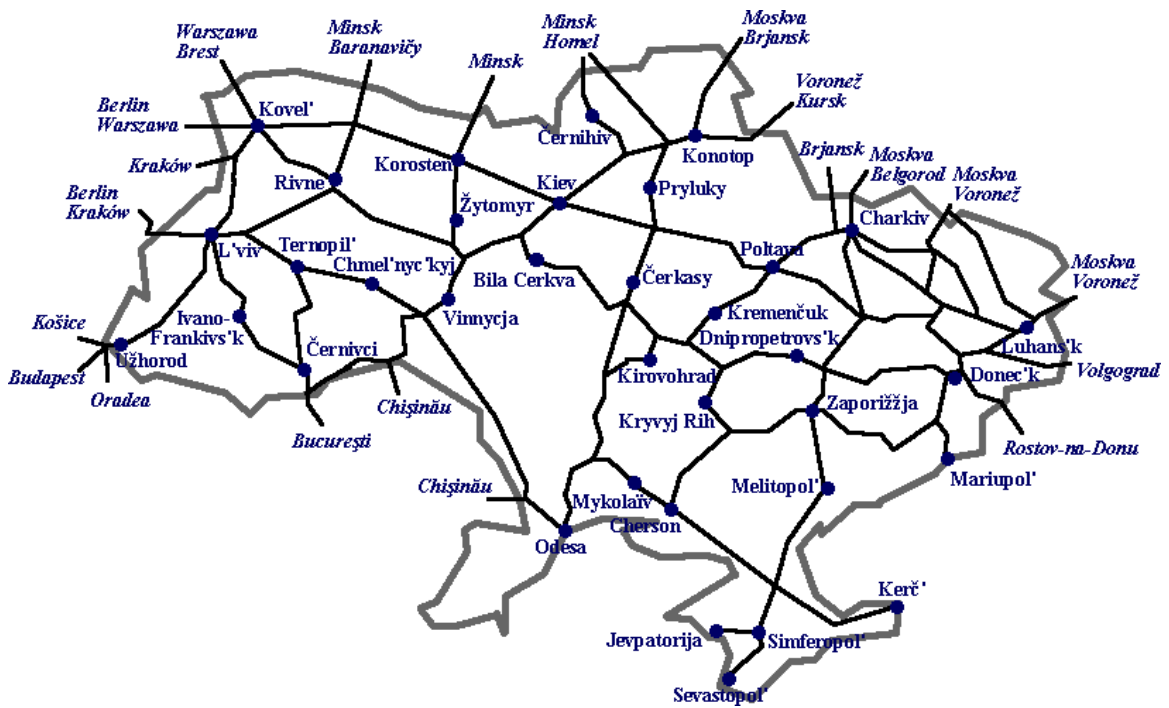 Warszawa
Brest
Minsk
Baranavičy
Minsk
Homel
Moskva
Brjansk
Minsk
Voronež
Kursk
Berlin
Warszawa
Kovel'
Černihiv
Konotop
Kraków
Korosten
Brjansk
Moskva
Belgorod
Moskva
Voronež
Rivne
Kiev
Pryluky
Berlin
Kraków
Žytomyr
Charkiv
L'viv
Ternopil'
Chmel'nyc'kyj
Bila Cerkva
Poltava
Čerkasy
Moskva
Voronež
Vinnycja
Ivano-
Frankivs'k
Kremenčuk
Košice
Užhorod
Černivci
Dnipropetrovs'k
Luhans'k
Budapest
Oradea
Chişinău
Kirovohrad
Donec'k
Volgograd
Bucureşti
Kryvyj Rih
Zaporižžja
Rostov-na-Donu
Mariupol'
Chişinău
Mykolaïv
Melitopol'
Cherson
Odesa
Kerč'
Jevpatorija
Simferopol'
Sevastopol'